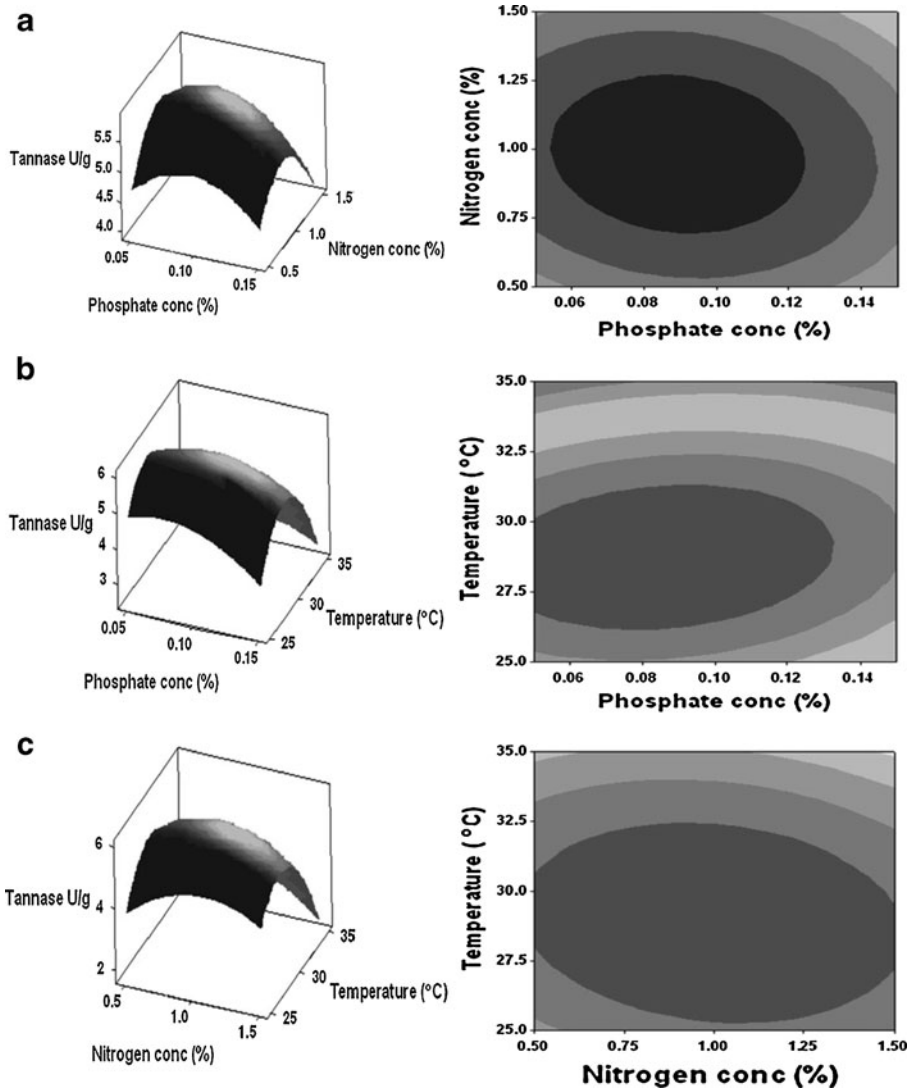 a
Tannase U/g
5.5
5.0
4.5
4.0
0.05
0.10
0.15
Phosphate conc (%)
0.5
1.0
1.5
Nitrogen conc (%)
Nitrogen conc (%)
1.50
1.25
1.00
0.75
0.50
0.06 0.08 0.10 0.12 0.14
Phosphate conc (%)
b
Tannase U/g
6
5
4
3
0.05
0.10
0.15
Phosphate conc (%)
25
30
35
Temperature (°C)
Temperature (°C)
35.0
32.5
30.0
27.5
25.0
0.06 0.08 0.10 0.12 0.14
Phosphate conc (%)
c
Tannase U/g
6
4
2
0.5
1.0
1.5
Nitrogen conc (%)
25
30
35
Temperature (°C)
Temperature (°C)
35.0
32.5
30.0
27.5
25.0
0.50 0.75 1.00 1.25 1.50
Nitrogen conc (%)